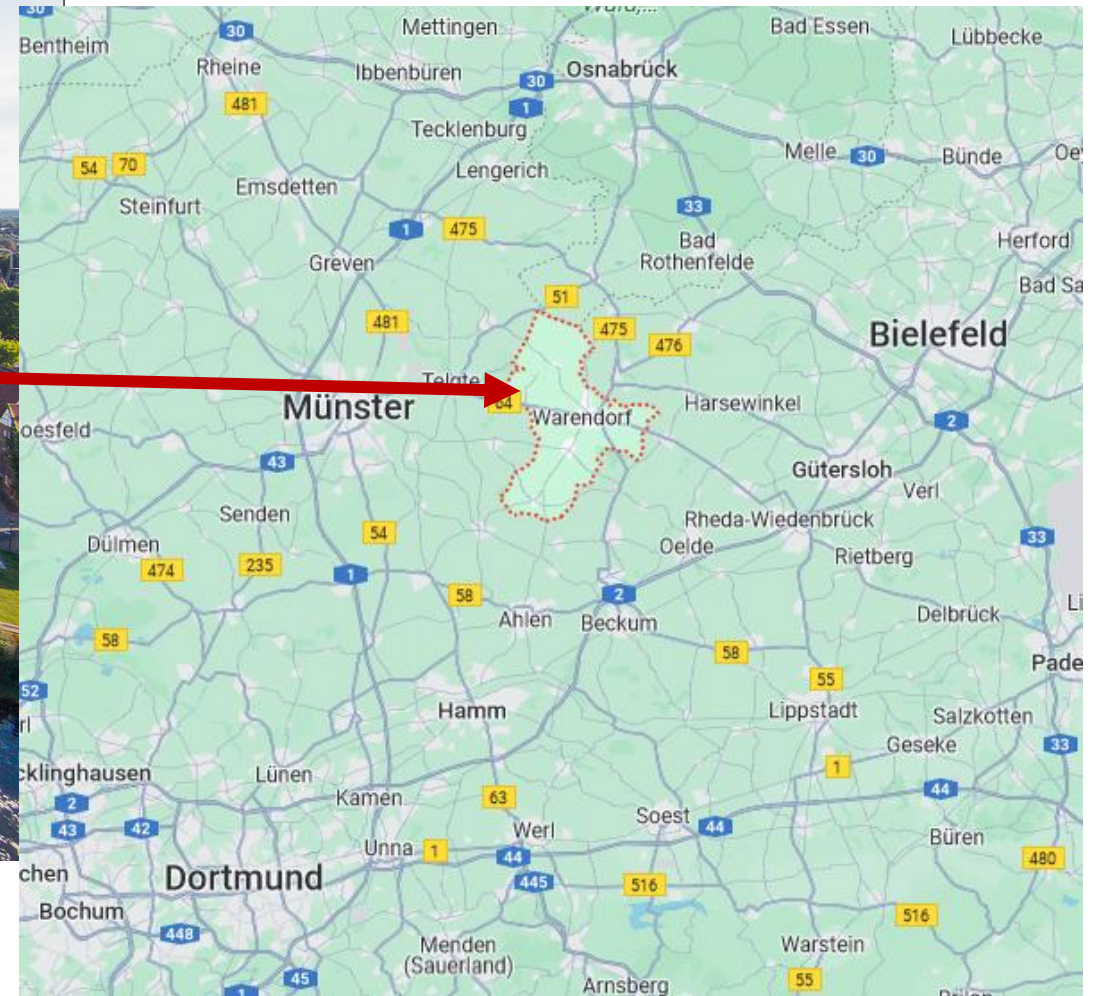 30
Bentheim
30
Mettingen
Bad Essen
Lübbecke
Rheine
Ibbenbüren
30
Osnabrück
481
1
Tecklenburg
54
70
Lengerich
Melle
30
Bünde
Emsdetten
Steinfurt
33
1
475
Bad
Rothenfelde
Herford
Greven
51
Bad Sa
481
475
476
Bielefeld
Telgte
64
Münster
Warendorf
Harsewinkel
2
oesfeld
43
Gütersloh
Verl
Senden
54
Rheda-Wiedenbrück
33
Dülmen
474
235
1
Oelde
Rietberg
58
2
Ahlen
Beckum
Delbrück
Li
58
58
Pade
55
52
Hamm
Lippstadt
Salzkotten
rl
Geseke
33
cklinghausen
Lünen
1
2
Kamen
63
44
43
42
Werl
Soest
44
Büren
Unna
1
44
480
chen
Dortmund
445
516
Bochum
516
448
Menden
(Sauerland)
Warstein
45
Arnsberg
55
1